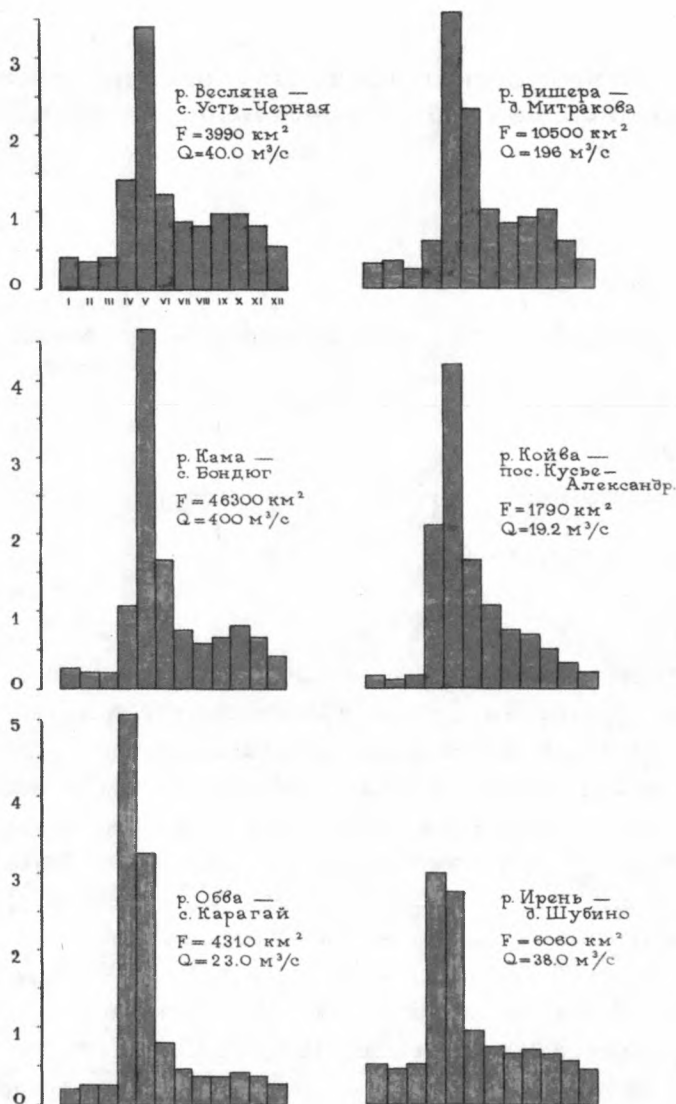 3
2
1
0
р. Весляна —
с. Усть-Черная
F = 3990 км²
Q = 40.0 м³/с
I II III IV V VI VII VIII IX X XI XII
р. Вишера —
д. Митракова
F = 10500 км²
Q = 196 м³/с
4
3
2
1
0
р. Кама —
с. Бондюг
F = 46300 км²
Q = 400 м³/с
р. Койва —
пос. Кусье-
Александр.
F = 1790 км²
Q = 19.2 м³/с
5
4
3
2
1
0
р. Обва —
с. Карагай
F = 4310 км²
Q = 23.0 м³/с
р. Ирень —
д. Шубино
F = 6060 км²
Q = 38.0 м³/с